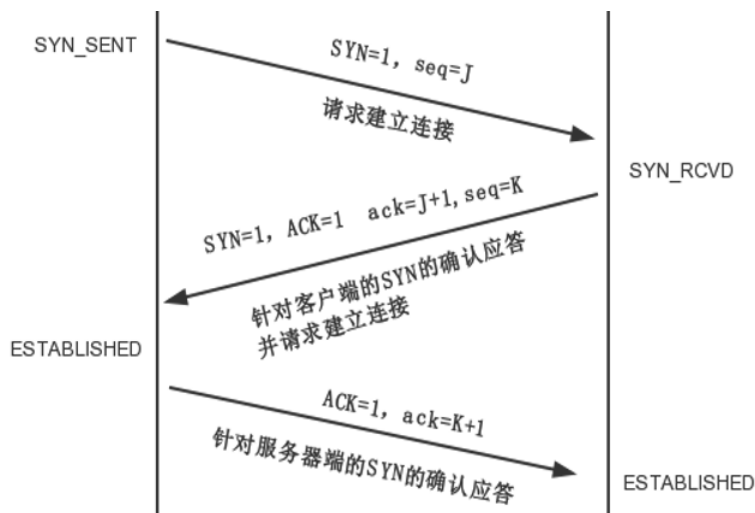 SYN_SENT
SYN=1, seq=J
请求建立连接
SYN_RCVD
SYN=1, ACK=1 ack=J+1,seq=K
针对客户端的SYN的确认应答
并请求建立连接
ESTABLISHED
ACK=1, ack=K+1
针对服务器端的SYN的确认应答
ESTABLISHED